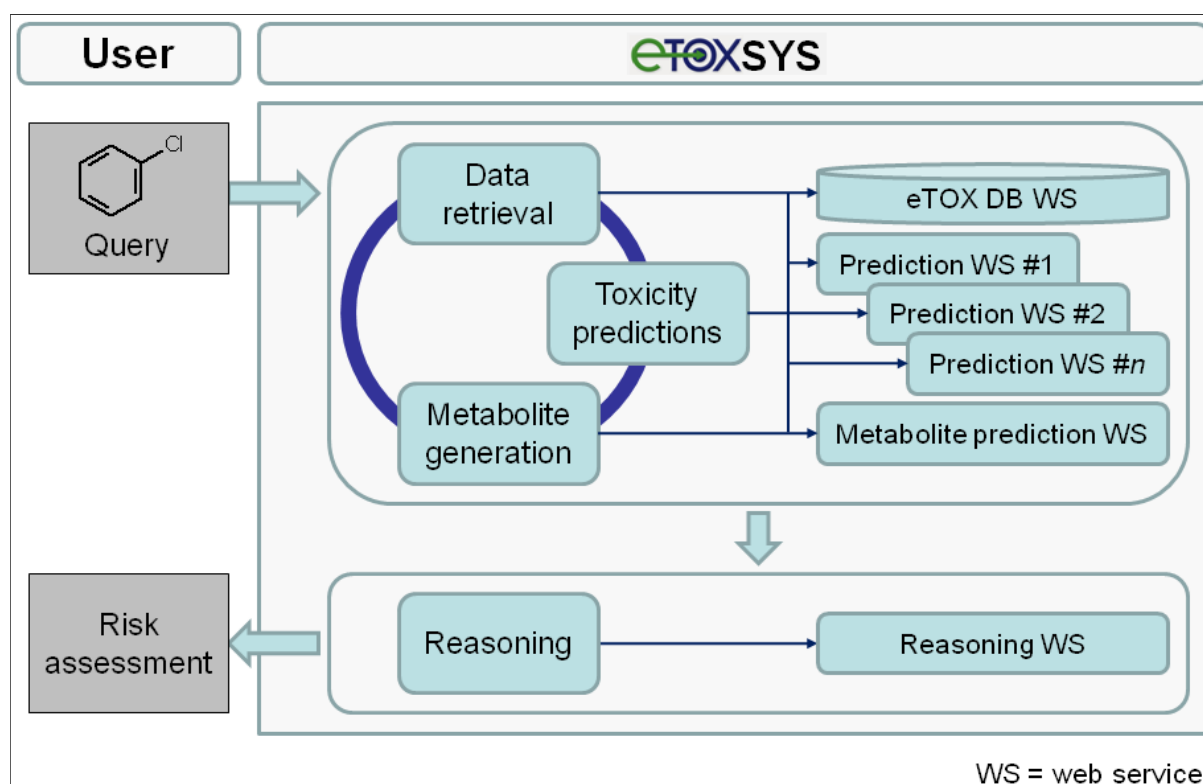 User
eTOXSYS
Cl
Query
Data
retrieval
Toxicity
predictions
Metabolite
generation
eTOX DB WS
Prediction WS #1
Prediction WS #2
Prediction WS #n
Metabolite prediction WS
Risk
assessment
Reasoning
Reasoning WS
WS = web service